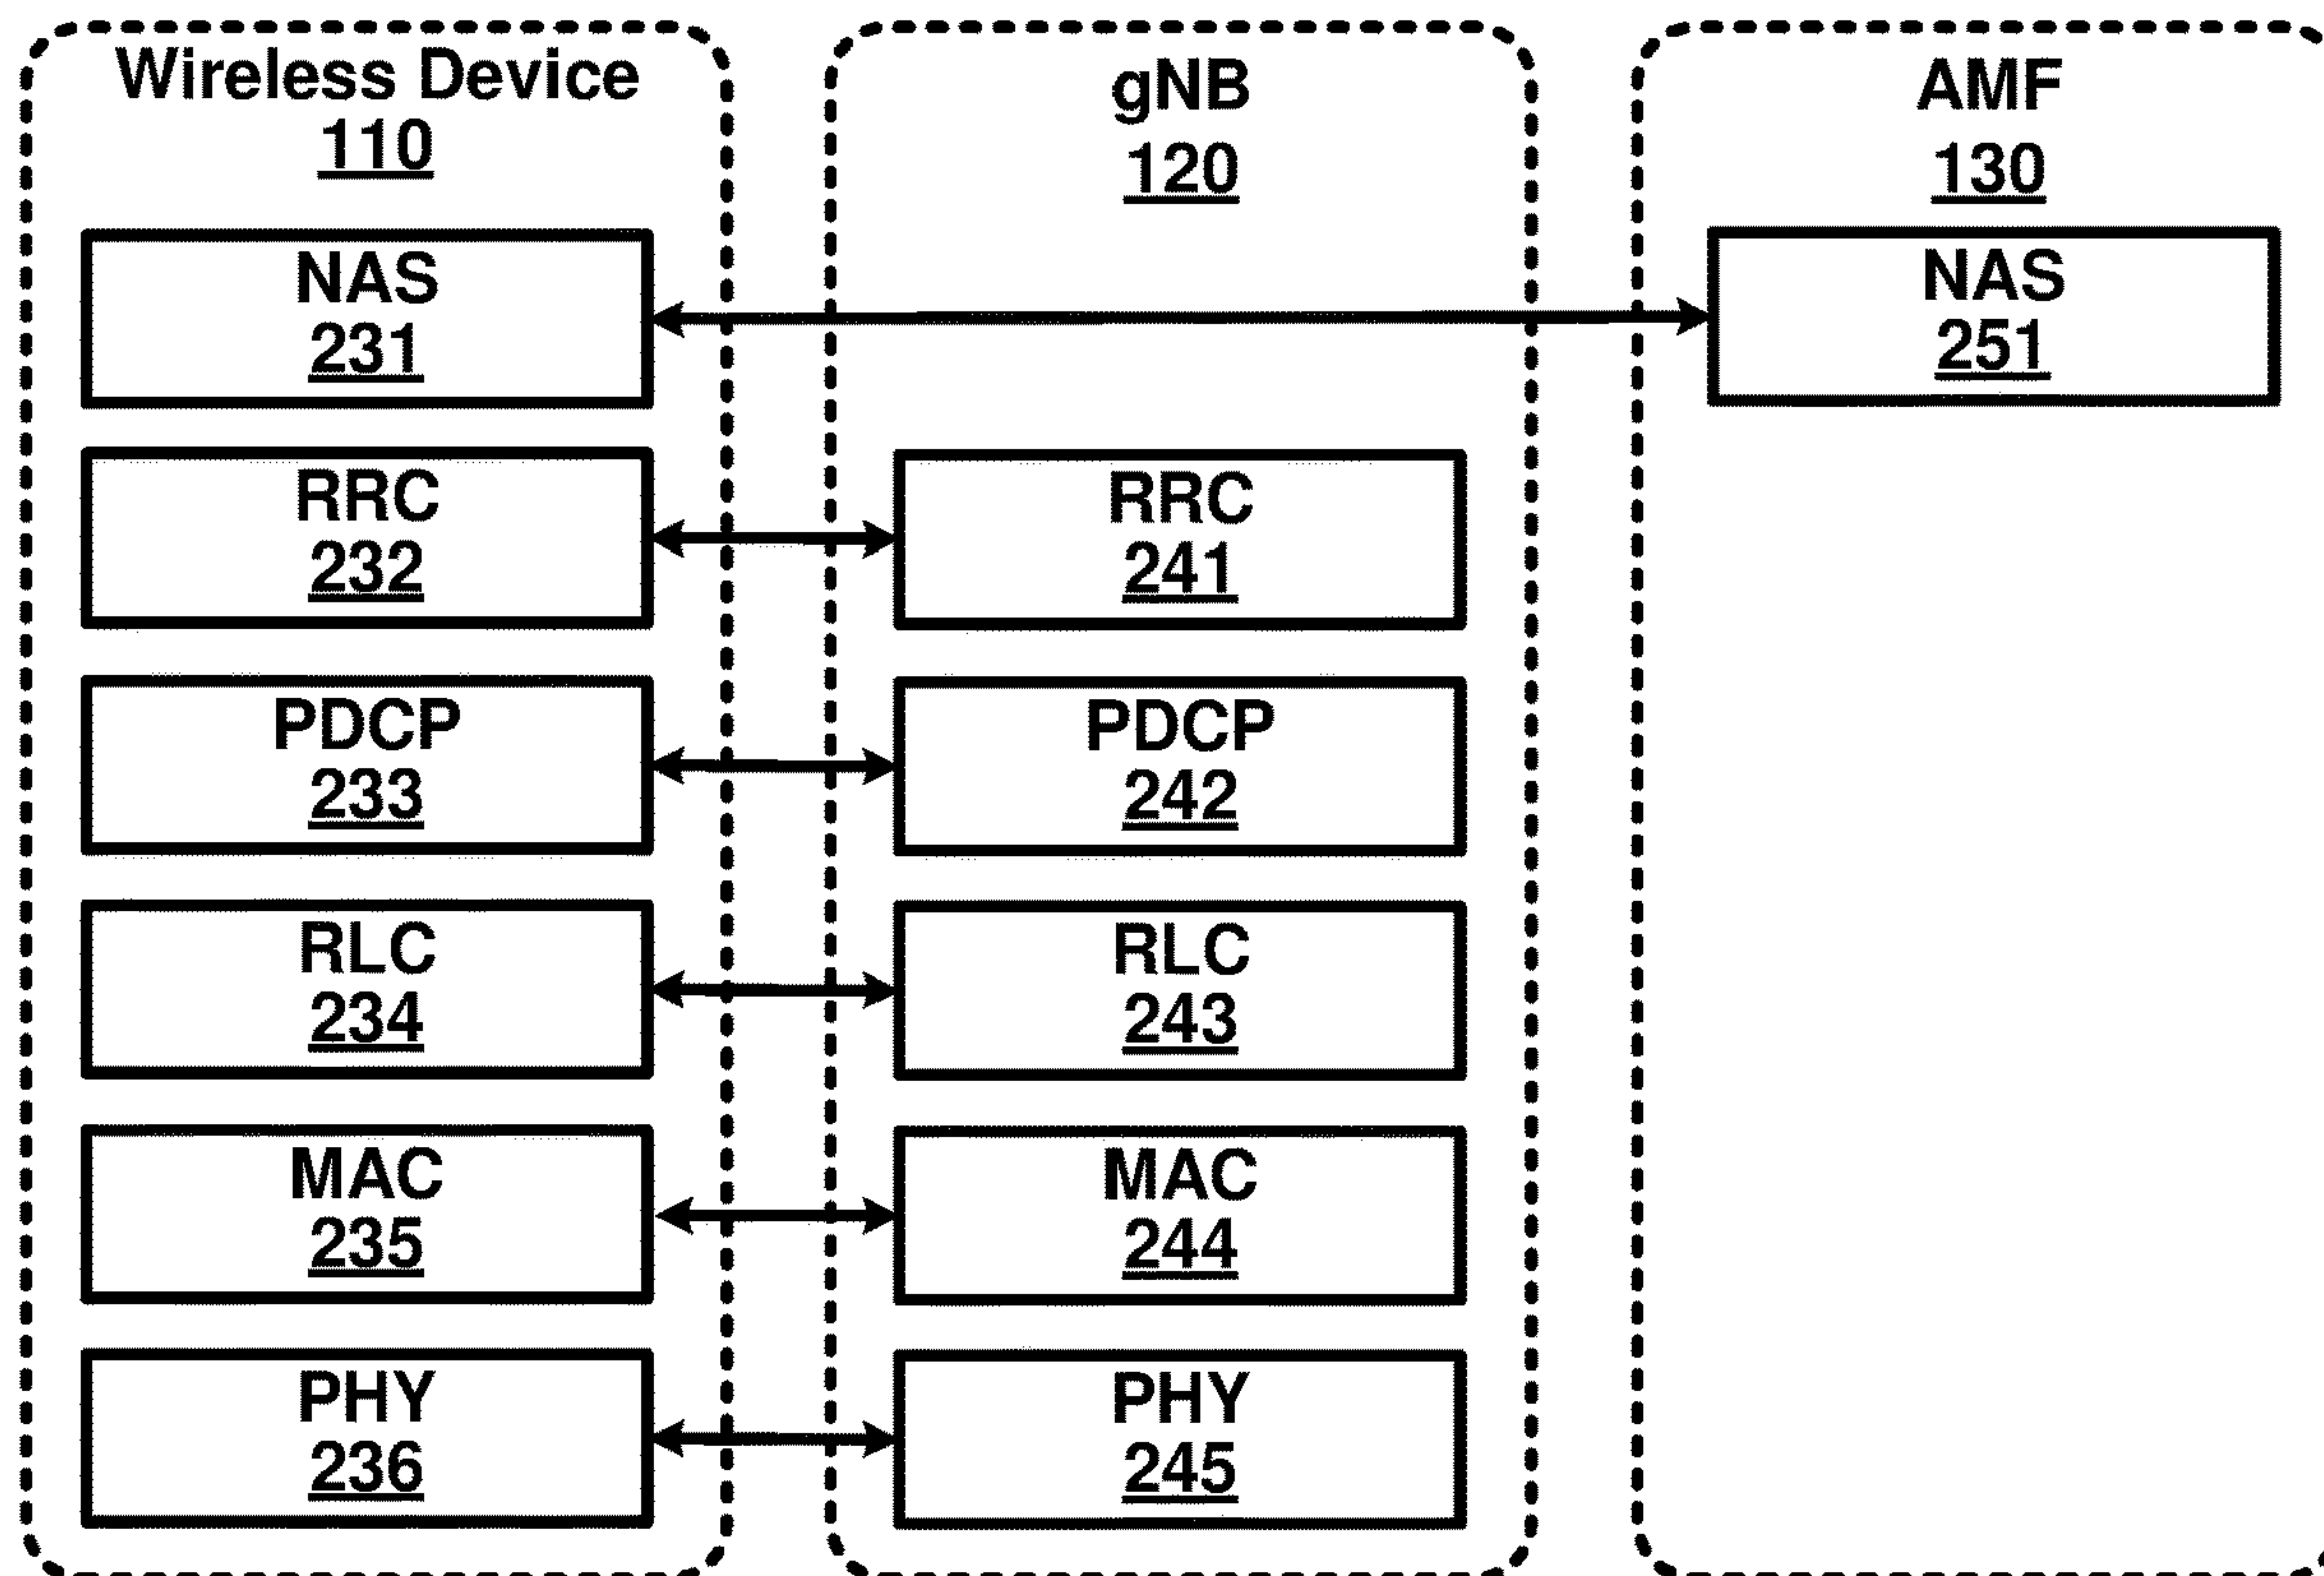 Wireless Device
110
gNB
120
AMF
130
NAS
231
NAS
251
RRC
232
RRC
241
PDCP
233
PDCP
242
RLC
234
RLC
243
MAC
235
MAC
244
PHY
236
PHY
245